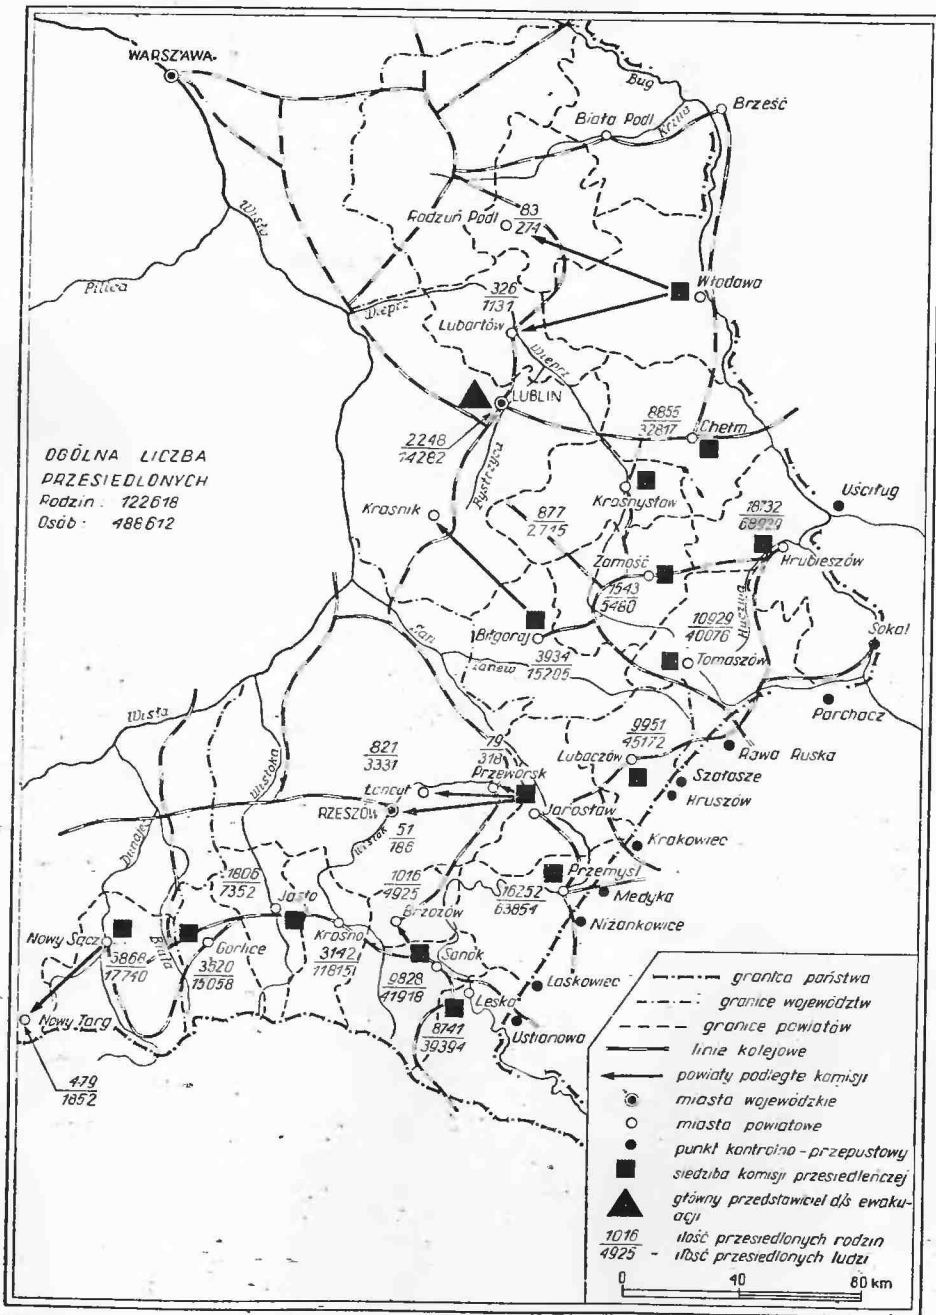 WARSZAWA
Bug
Brześć
Biała Podl.
Krzna
Radzuń Podl
83
274
Wisła
Pilica
Włodawa
326
1131
Wieprz
Lubartów
Wieprz
LUBLIN
8855
32817
Chełm
2248
14282
Bystrzyca
OGÓLNA LICZBA
PRZESIEDLONYCH
Rodzin: 122618
Osób: 488612
Kraśnik
Krasnystaw
Uściług
877
2745
18732
68929
Zamość
Hrubieszów
1543
5480
Huczwa
10929
40076
Sokal
San
Biłgoraj
3934
15205
Tanew
Tomaszów
Parchacz
Wisła
Wisłoka
9951
45172
Rawa Ruska
821
3331
79
318
Lubaczów
Przeworsk
Szałasze
Łańcut
Hruszów
RZESZÓW
Jarosław
51
186
Wisłok
Dunajec
Krakowiec
1806
7352
1016
4925
Przemyśl
16252
63854
Medyka
Jasło
Brzozów
Niżankowice
Nowy Sącz
Biała
Gorlice
Krosno
3142
11815
Sanok
17740
3320
15058
9828
41918
Lesko
Laskowiec
Nowy Targ
8741
39394
Ustianowa
479
1852
granica państwa
granice województw
granice powiatów
linie kolejowe
powiaty podległe komisji
miasta wojewódzkie
miasta powiatowe
punkt kontrolno-przepustowy
siedziba komisji przesiedleńczej
główny przedstawiciel d/s ewaku-
acji
1016 ilość przesiedlonych rodzin
4925 - ilość przesiedlonych ludzi
0 40 80 km